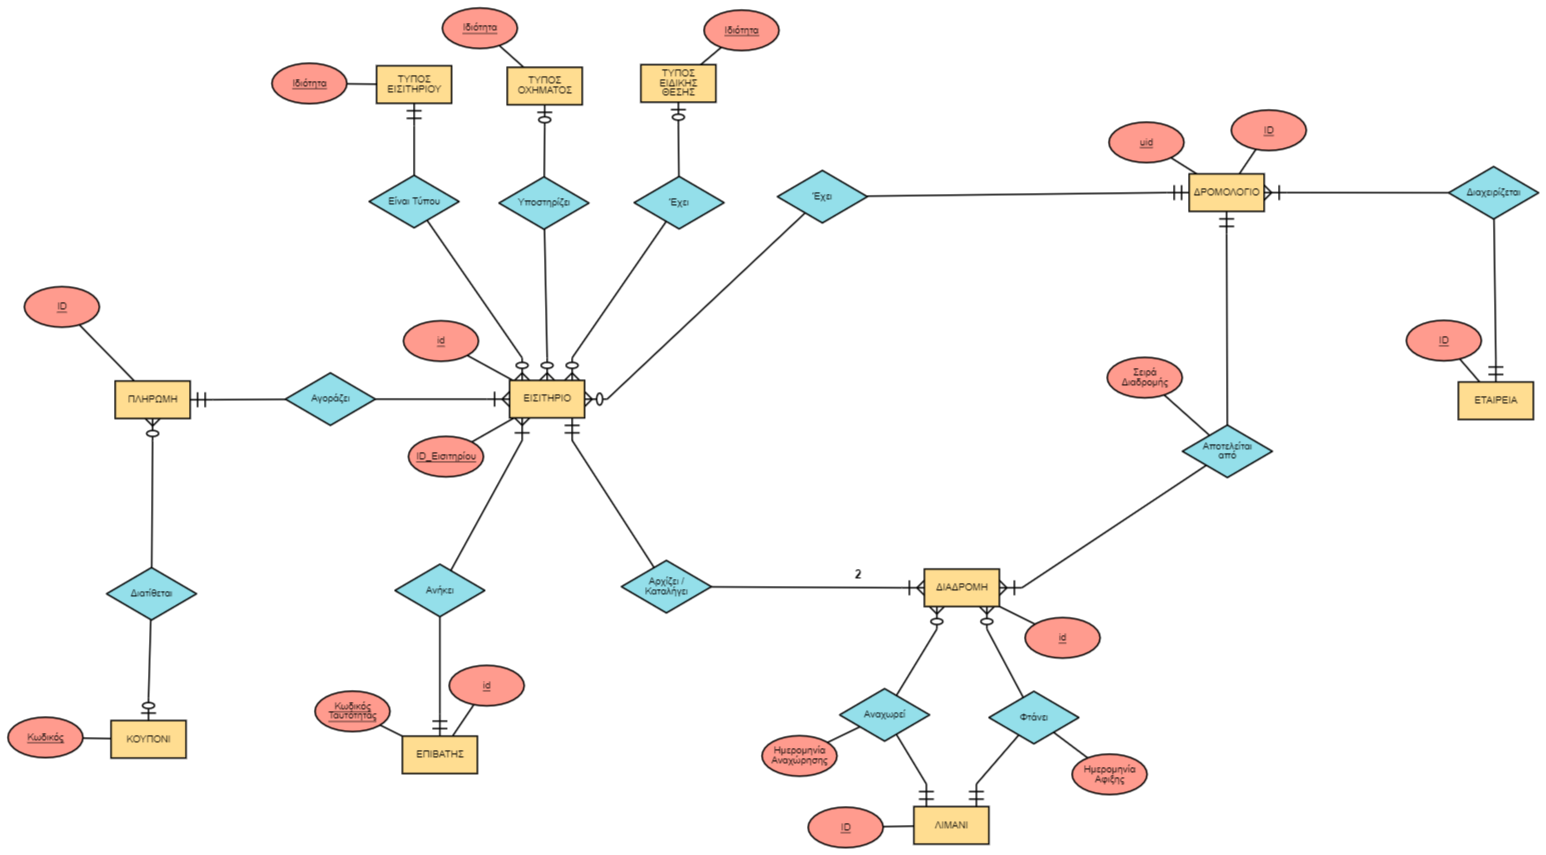 Ιδιότητα
Ιδιότητα
Ιδιότητα
ΤΥΠΟΣ
ΕΙΣΙΤΗΡΙΟΥ
ΤΥΠΟΣ
ΟΧΗΜΑΤΟΣ
ΤΥΠΟΣ
ΕΙΔΙΚΗΣ
ΘΕΣΗΣ
uid
ID
Είναι Τύπου
Υποστηρίζει
Έχει
Έχει
ΔΡΟΜΟΛΟΓΙΟ
Διαχειρίζεται
ID
id
ID
Σειρά
Διαδρομής
ΠΛΗΡΩΜΗ
Αγοράζει
ΕΙΣΙΤΗΡΙΟ
ΕΤΑΙΡΕΙΑ
ID_Εισιτηρίου
Αποτελείται
από
Διατίθεται
Ανήκει
Αρχίζει /
Καταλήγει
2
ΔΙΑΔΡΟΜΗ
id
Κωδικός
Ταυτότητας
id
Αναχωρεί
Φτάνει
Κωδικός
ΚΟΥΠΟΝΙ
ΕΠΙΒΑΤΗΣ
Ημερομηνία
Αναχώρησης
Ημερομηνία
Αφιξης
ID
ΛΙΜΑΝΙ